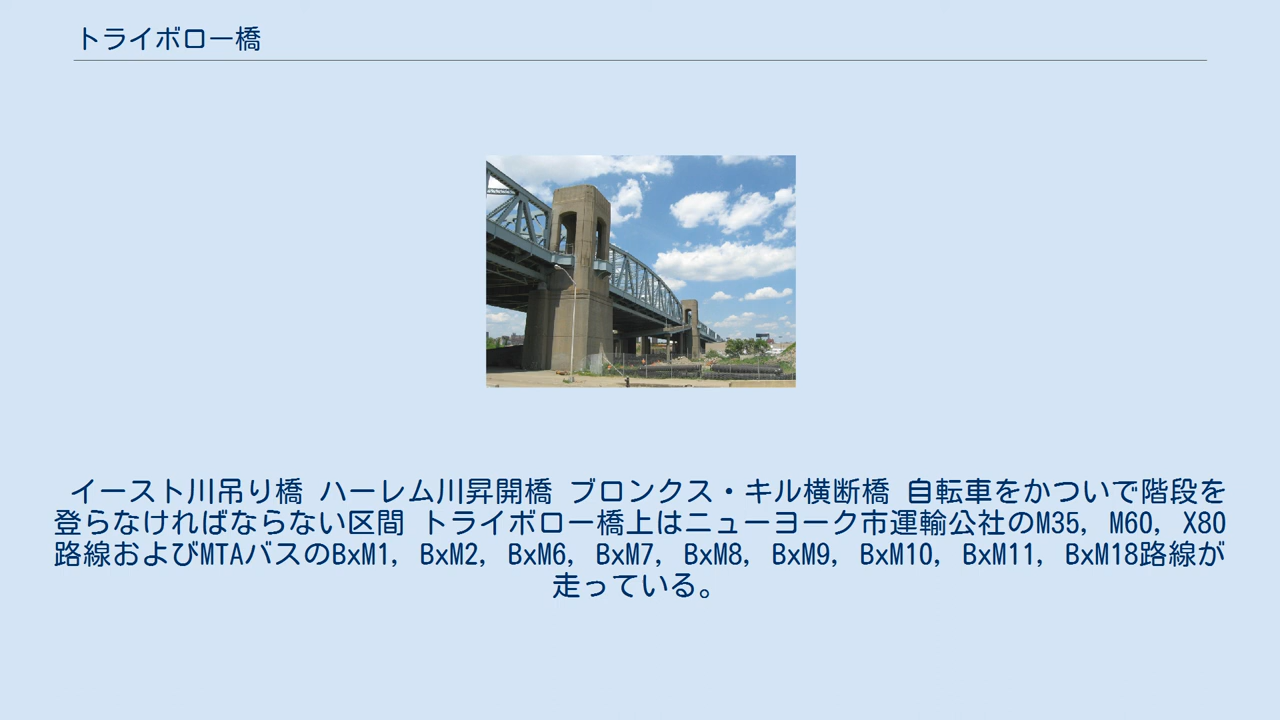 トライボロー橋
イースト川吊り橋 ハーレム川昇開橋 ブロンクス・キル横断橋 自転車をかついで階段を
登らなければならない区間 トライボロー橋上はニューヨーク市運輸公社のM35, M60, X80
路線およびMTAバスのBxM1, BxM2, BxM6, BxM7, BxM8, BxM9, BxM10, BxM11, BxM18路線が
走っている。